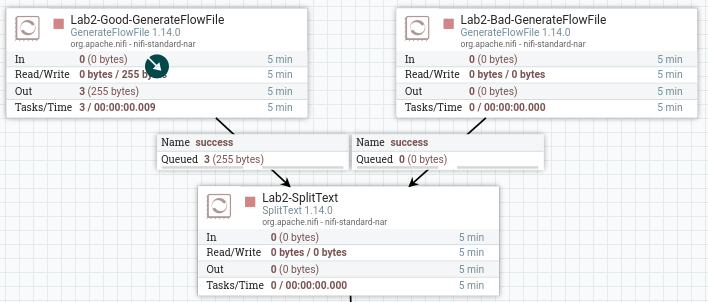 Lab2-Good-GenerateFlowFile
GenerateFlowFile 1.14.0
org.apache.nifi - nifi-standard-nar
In 0 (0 bytes) 5 min
Read/Write 0 bytes / 255 5 min
Out 3 (255 bytes) 5 min
Tasks/Time 3 / 00:00:00.009 5 min
Lab2-Bad-GenerateFlowFile
GenerateFlowFile 1.14.0
org.apache.nifi - nifi-standard-nar
In 0 (0 bytes) 5 min
Read/Write 0 bytes / 0 bytes 5 min
Out 0 (0 bytes) 5 min
Tasks/Time 0 / 00:00:00.000 5 min
Name success
Queued 3 (255 bytes)
Name success
Queued 0 (0 bytes)
Lab2-SplitText
SplitText 1.14.0
org.apache.nifi - nifi-standard-nar
In 0 (0 bytes) 5 min
Read/Write 0 bytes / 0 bytes 5 min
Out 0 (0 bytes) 5 min
Tasks/Time 0 / 00:00:00.000 5 min